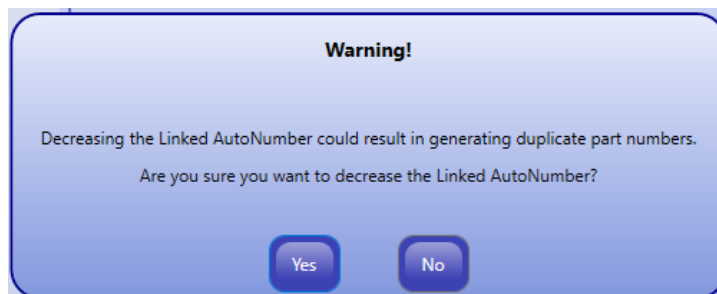 Warning!
Decreasing the Linked AutoNumber could result in generating duplicate part numbers.
Are you sure you want to decrease the Linked AutoNumber?
Yes
No